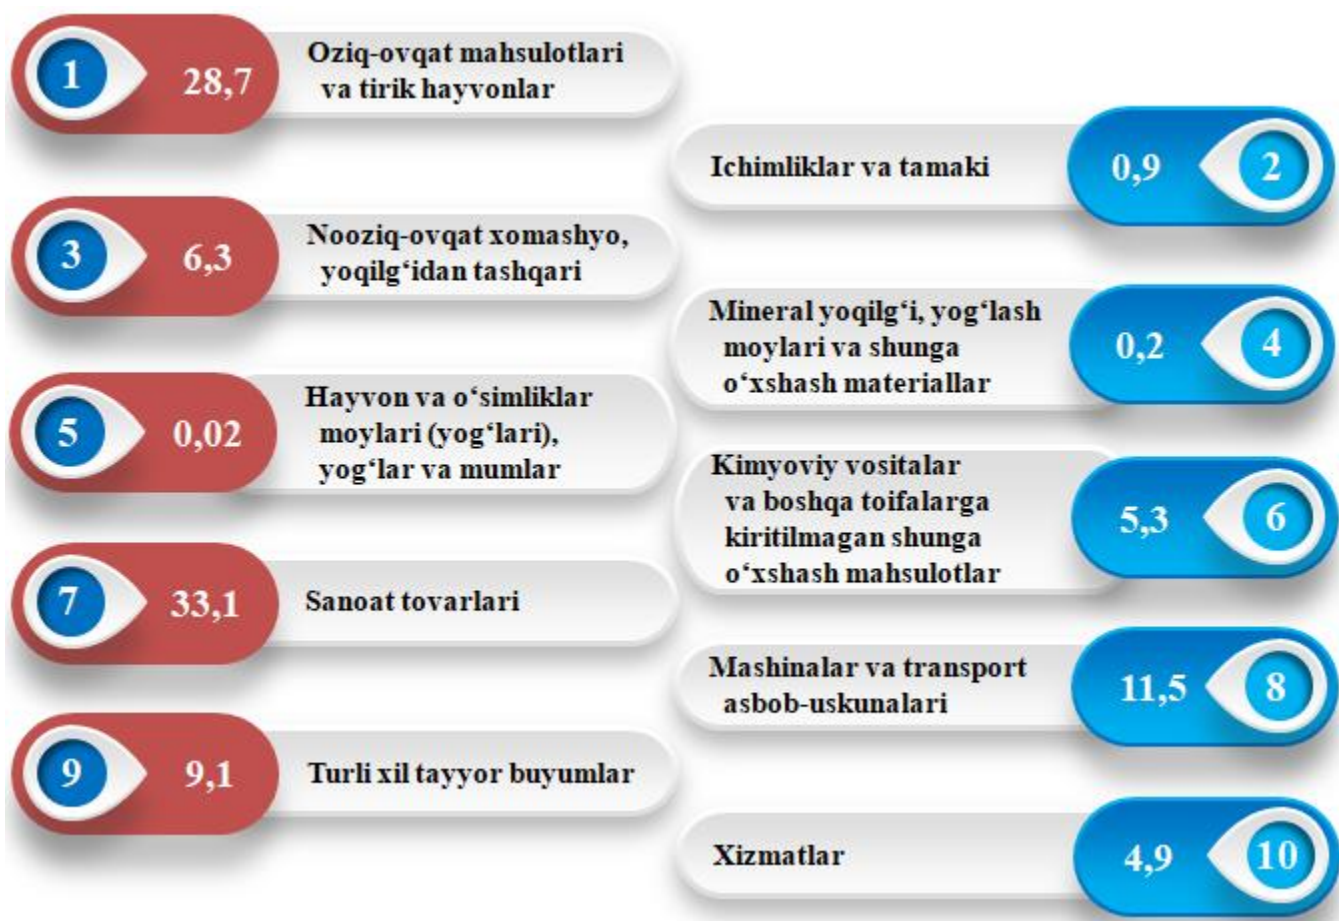 1
28,7
Oziq-ovqat mahsulotlari
va tirik hayvonlar
Ichimliklar va tamaki
0,9
2
3
6,3
Nooziq-ovqat xomashyo,
yoqilg‘idan tashqari
Mineral yoqilg‘i, yog‘lash
moylari va shunga
o‘xshash materiallar
0,2
4
5
0,02
Hayvon va o‘simliklar
moylari (yog‘lari),
yog‘lar va mumlar
Kimyoviy vositalar
va boshqa toifalarga
kiritilmagan shunga
o‘xshash mahsulotlar
5,3
6
7
33,1
Sanoat tovarlari
Mashinalar va transport
asbob-uskunalari
11,5
8
9
9,1
Turli xil tayyor buyumlar
Xizmatlar
4,9
10